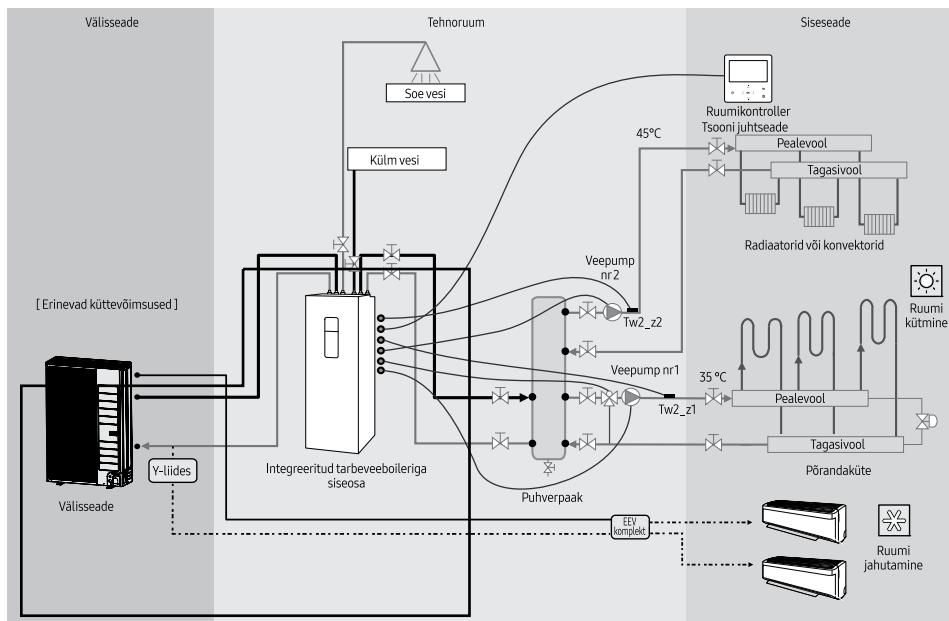 Välisseade
Tehnoruum
Siseseade
Soe vesi
Külm vesi
Ruumikontroller
Tsooni juhtseade
45°C
Pealevool
Tagasivool
Radiaatorid või konvektorid
Veepump
nr2
Tw2_z2
[ Erinevad küttevõimsused ]
Ruumi
kütmine
Veepump nr1
35 °C
Tw2_z1
Pealevool
Tagasivool
Põrandaküte
Y-liides
Välisseade
Integreeritud tarbeveeboileriga
siseosa
Puhverpaak
EEV
komplekt
Ruumi
jahutamine